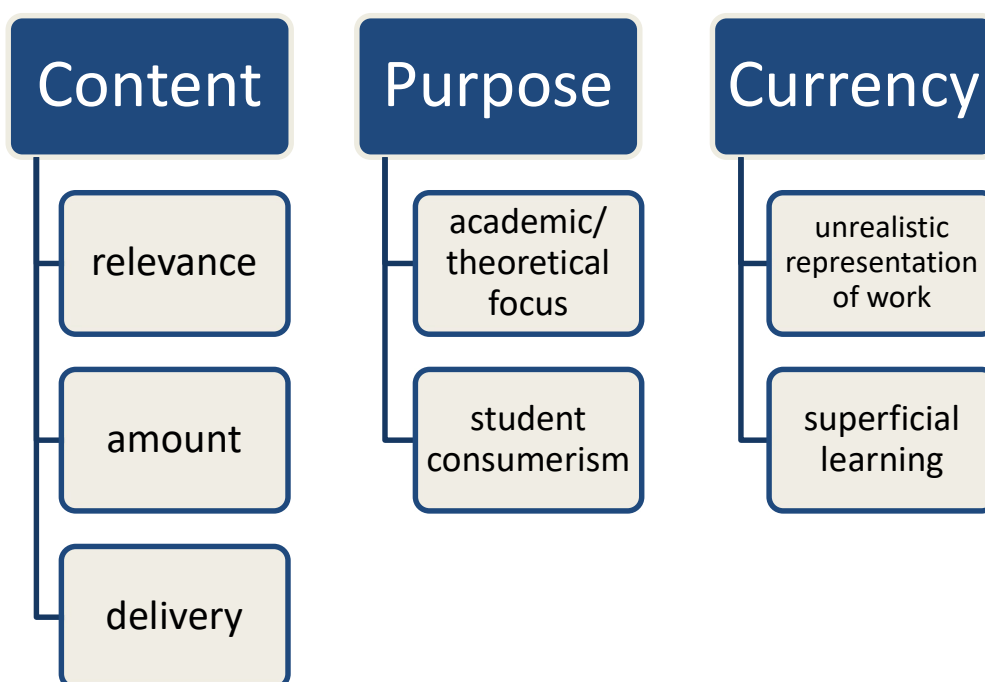 Content
relevance
amount
delivery
Purpose
academic/
theoretical
focus
student
consumerism
Currency
unrealistic
representation
of work
superficial
learning